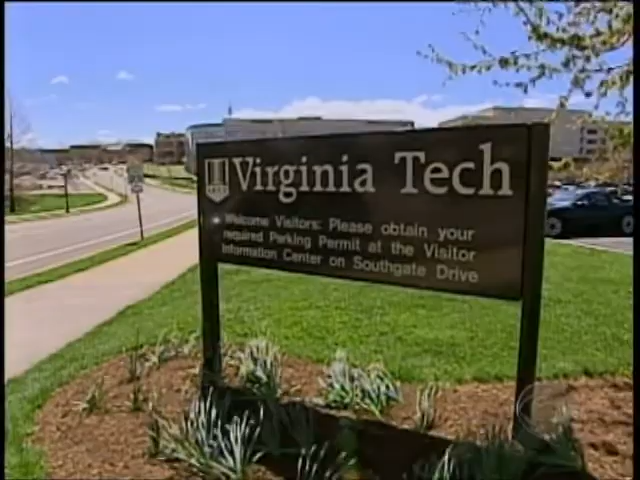 Virginia Tech
Welcome Visitors: Please obtain your
required Parking Permit at the Visitor
Information Center on Southgate Drive